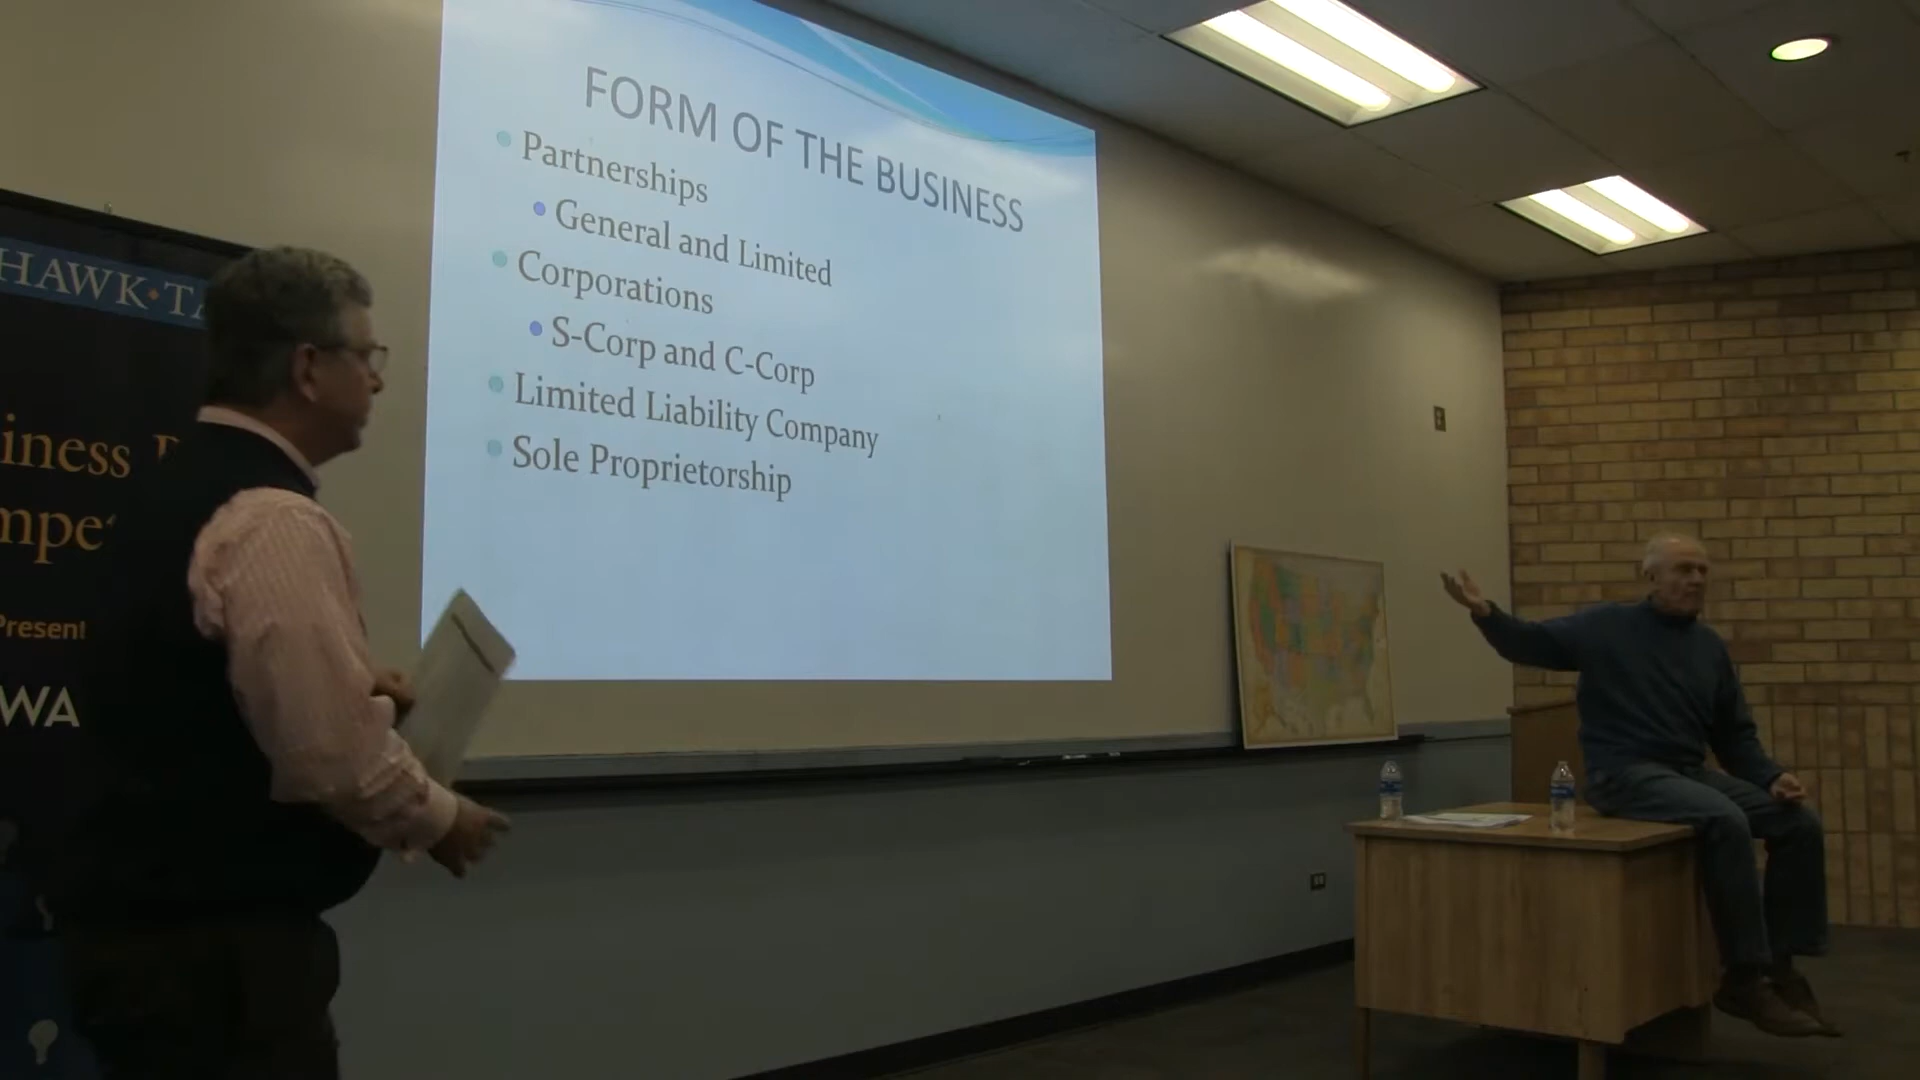 FORM OF THE BUSINESS
Partnerships
General and Limited
Corporations
S-Corp and C-Corp
Limited Liability Company
Sole Proprietorship
HAWK
iness
mpe
Present
WA